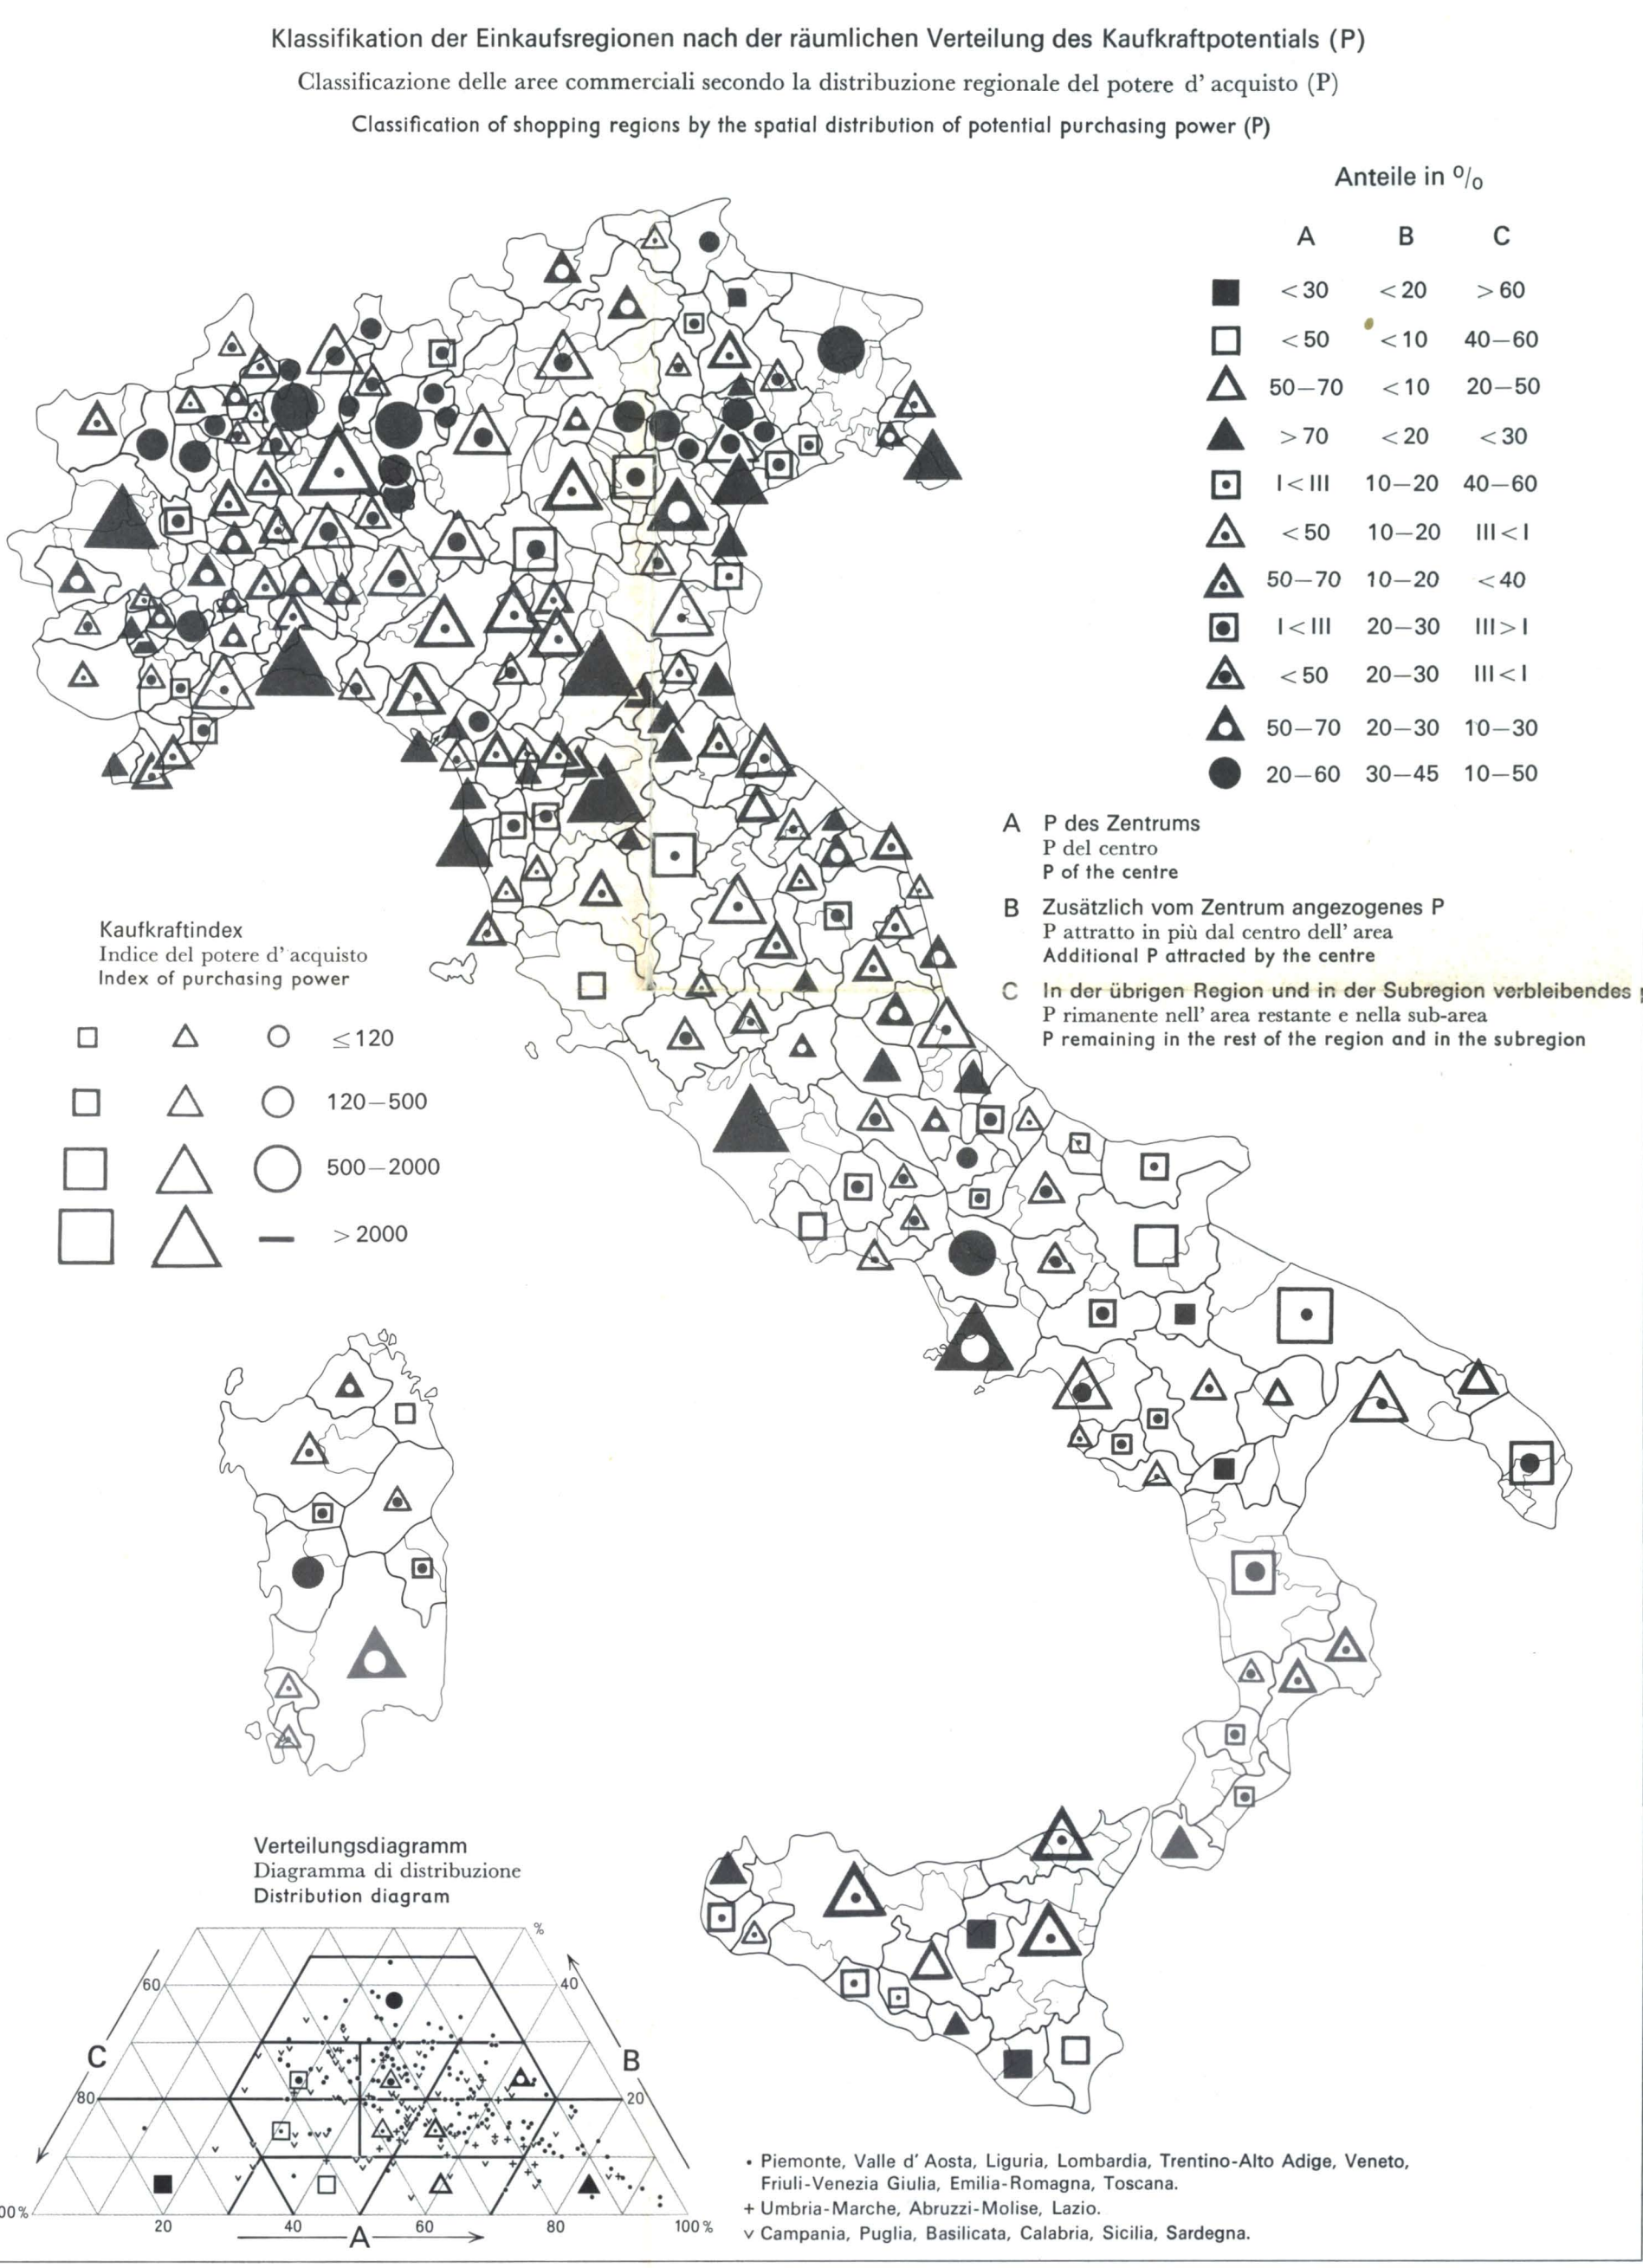 Klassifikation der Einkaufsregionen nach der räumlichen Verteilung des Kaufkraftpotentials (P)
Classificazione delle aree commerciali secondo la distribuzione regionale del potere d' acquisto (P)
Classification of shopping regions by the spatial distribution of potential purchasing power (P)
Anteile in %
A B C
<30 <20 >60
<50 <10 40–60
50–70 <10 20–50
>70 <20 <30
I<III 10–20 40–60
<50 10–20 III<I
50–70 10–20 <40
I<III 20–30 III>I
<50 20–30 III<I
50–70 20–30 10–30
20–60 30–45 10–50
A P des Zentrums
P del centro
P of the centre
B Zusätzlich vom Zentrum angezogenes P
P attratto in più dal centro dell' area
Additional P attracted by the centre
C In der übrigen Region und in der Subregion verbleibendes
P rimanente nell' area restante e nella sub-area
P remaining in the rest of the region and in the subregion
Kaufkraftindex
Indice del potere d' acquisto
Index of purchasing power
≤120
120–500
500–2000
>2000
Verteilungsdiagramm
Diagramma di distribuzione
Distribution diagram
%
60 40
C B
80 20
00%
20 40 60 80 100%
A
• Piemonte, Valle d' Aosta, Liguria, Lombardia, Trentino-Alto Adige, Veneto,
Friuli-Venezia Giulia, Emilia-Romagna, Toscana.
+ Umbria-Marche, Abruzzi-Molise, Lazio.
v Campania, Puglia, Basilicata, Calabria, Sicilia, Sardegna.